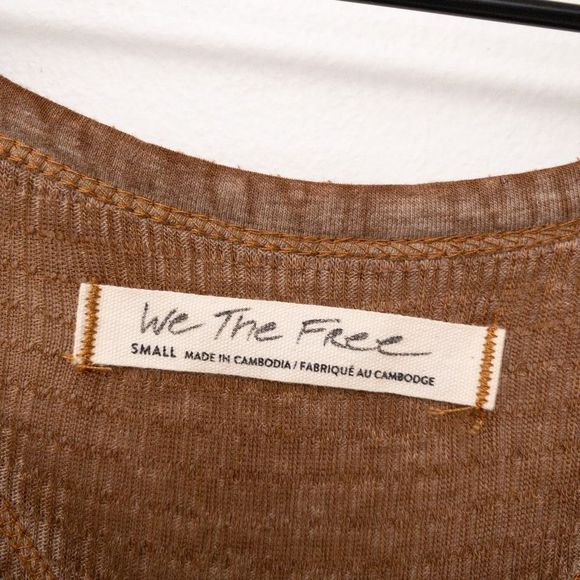 We The Free
SMALL MADE IN CAMBODIA / FABRIQUÉ AU CAMBODGE